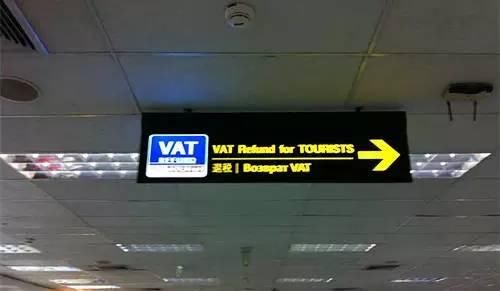 VAT
REFUND
VAT Refund for TOURISTS
退税 | Возврат VAT